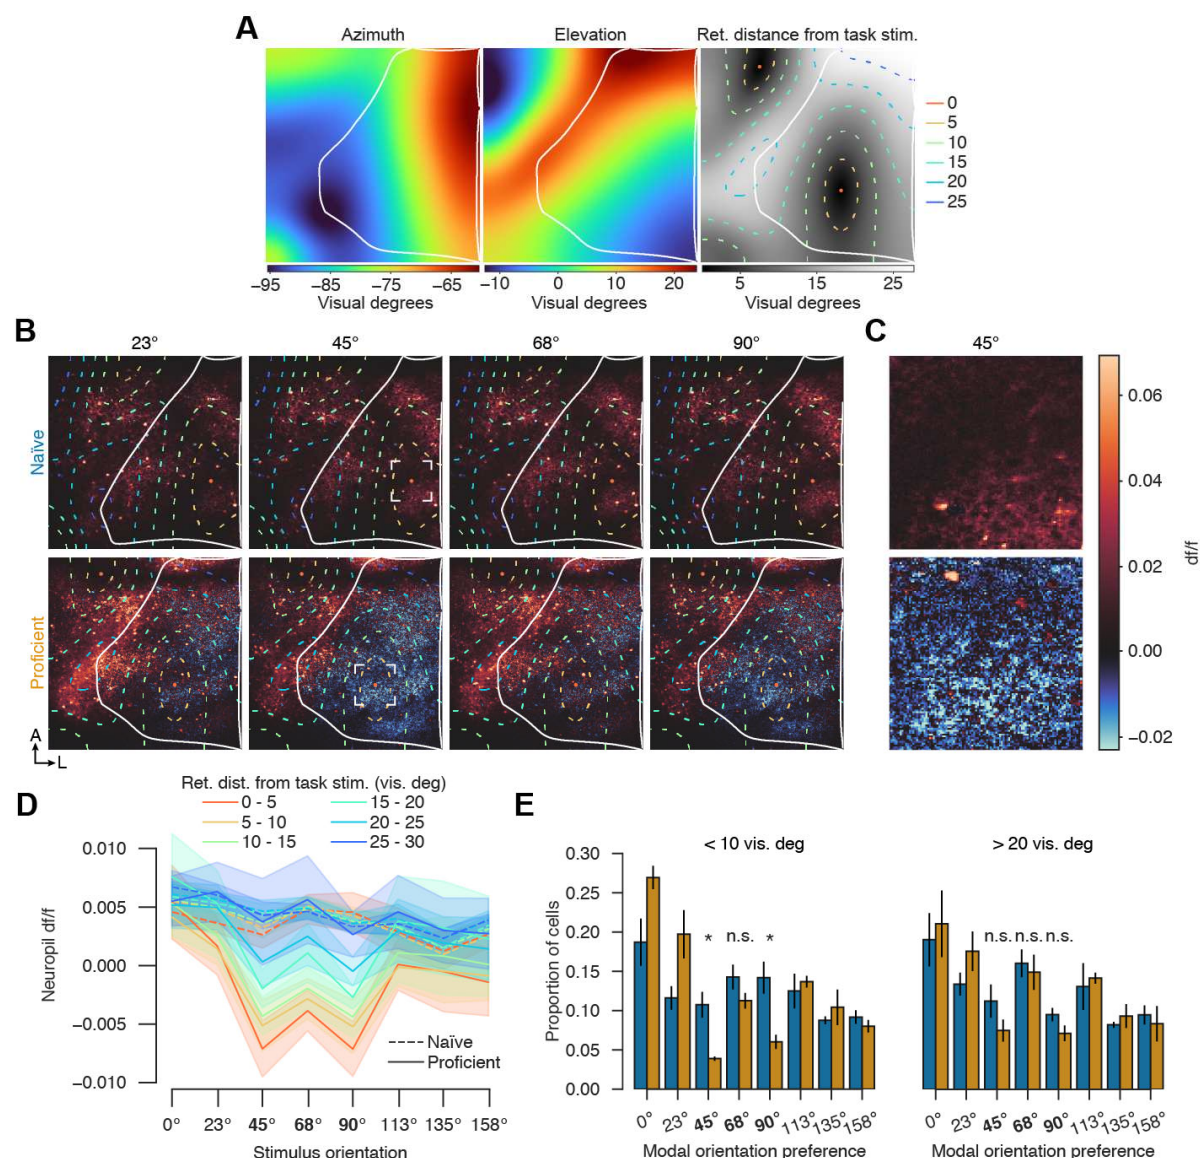 A
Azimuth Elevation Ret. distance from task stim.
0
5
10
15
20
25
−95 −85 −75 −65 −10 0 10 20 5 15 25
Visual degrees Visual degrees Visual degrees
B C
23° 45° 68° 90° 45°
Naïve
Proficient
A
L
0.06
0.04
0.02
0.00
−0.02
df/f
D
Ret. dist. from task stim. (vis. deg)
0 - 5 15 - 20
5 - 10 20 - 25
10 - 15 25 - 30
0.010
0.005
0.000
−0.005
−0.010
Neuropil df/f
Naïve
Proficient
0° 23° 45° 68° 90° 113° 135° 158°
Stimulus orientation
E
< 10 vis. deg > 20 vis. deg
0.30
0.25
0.20
0.15
0.10
0.05
0.00
Proportion of cells
* n.s. * n.s. n.s. n.s.
0° 23° 45° 68° 90° 113° 135° 158° 0° 23° 45° 68° 90° 113° 135° 158°
Modal orientation preference Modal orientation preference